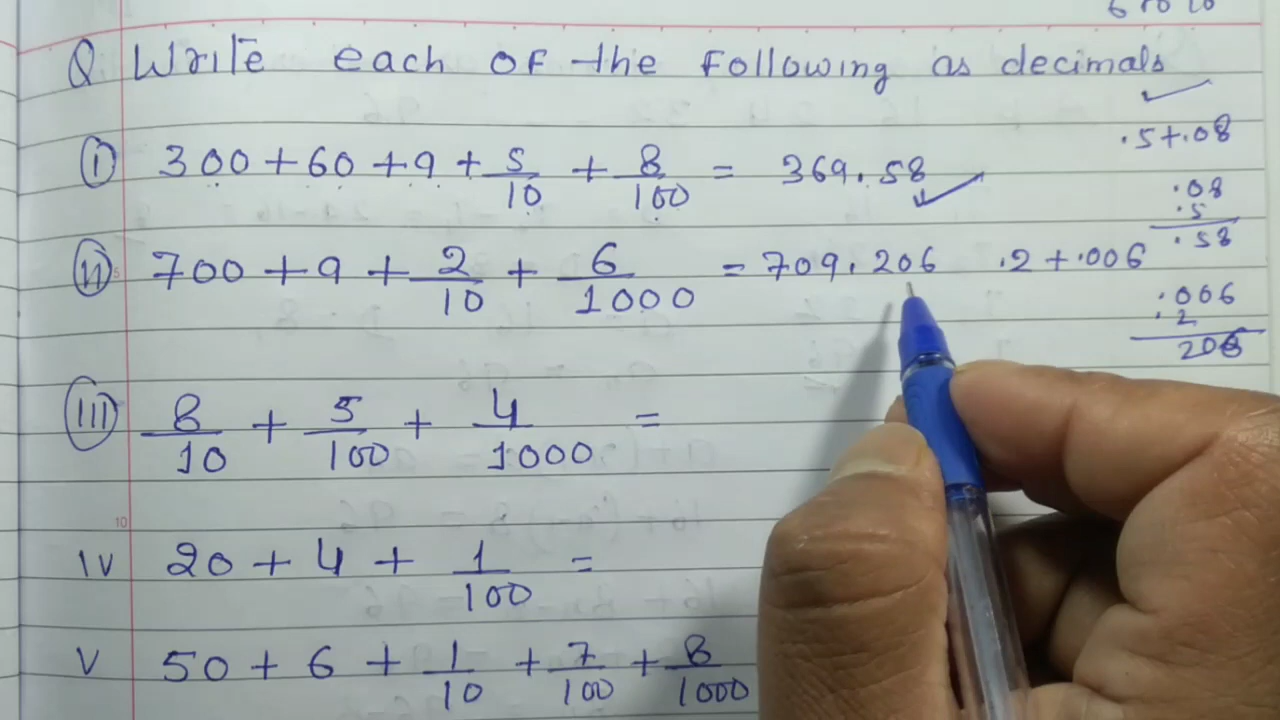 Q Write each of the following as decimals
.5+.08
(i) 300 + 60 + 9 + 5/10 + 8/100 = 369.58
.08
.5
.58
(ii) 700 + 9 + 2/10 + 6/1000 = 709.206 .2 + .006
.006
.2
206
(iii) 8/10 + 5/100 + 4/1000 =
10
iv 20 + 4 + 1/100 =
v 50 + 6 + 1/10 + 7/100 + 8/1000